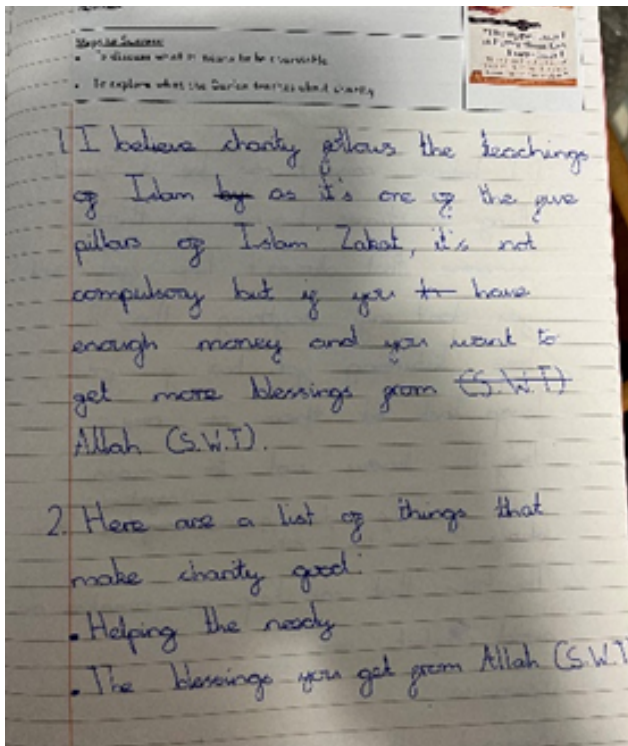 Steps to Success:
• To discuss what it means to be charitable
• To explore what the Quran teaches about charity
1. I believe charity follows the teachings
of Islam by as it's one of the five
pillars of Islam Zakat, it's not
compulsory but if you have
enough money and you want to
get more blessings from (S.W.T)
Allah (S.W.T).
2. Here are a list of things that
make charity good:
• Helping the needy
• The blessings you get from Allah (S.W.T